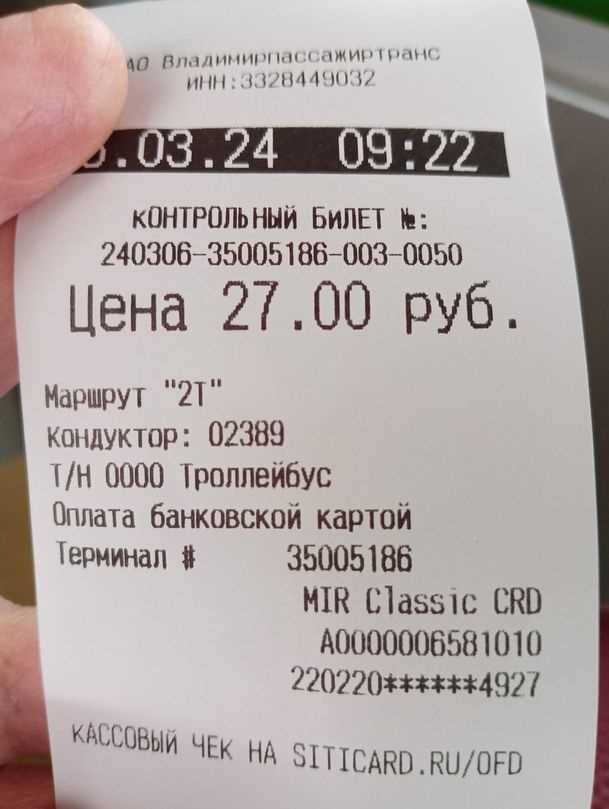 АО Владимирпассажиртранс
ИНН:3328449032
6.03.24 09:22
КОНТРОЛЬНЫЙ БИЛЕТ №:
240306-35005186-003-0050
Цена 27.00 руб.
Маршрут "2Т"
Кондуктор: 02389
Т/Н 0000 Троллейбус
Оплата банковской картой
Терминал # 35005186
MIR Classic CRD
A0000006581010
220220******4927
КАССОВЫЙ ЧЕК НА SITICARD.RU/OFD